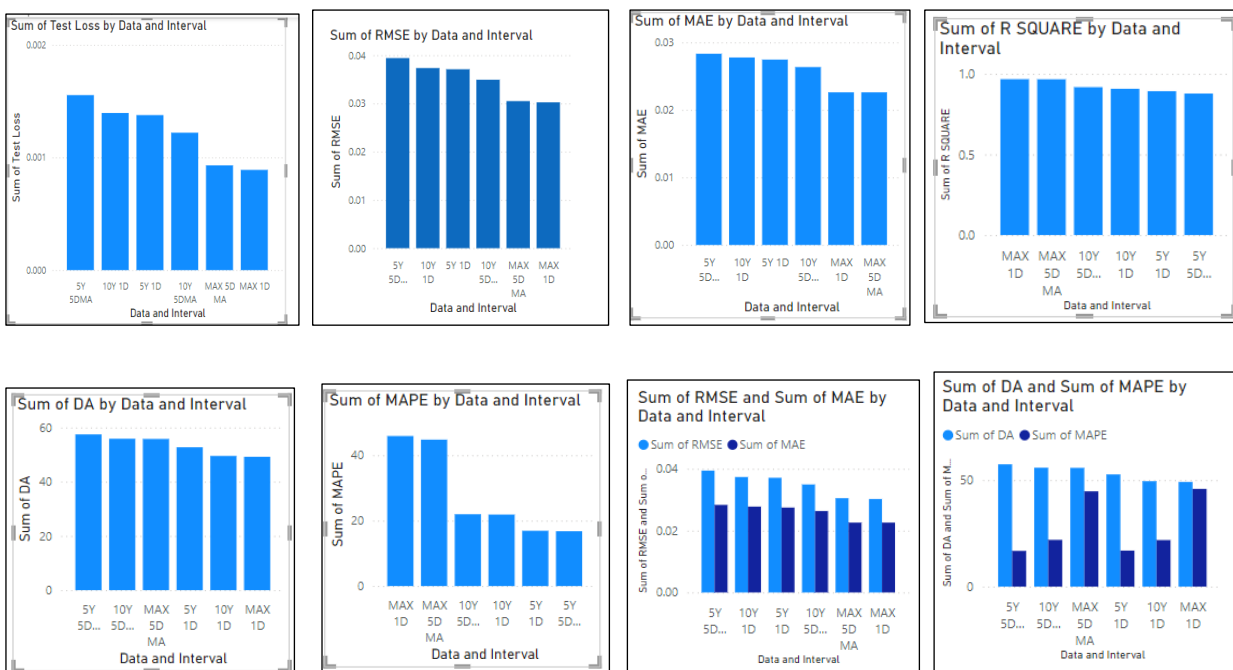 Sum of Test Loss by Data and Interval
0.002
0.001
0.000
Sum of Test Loss
5Y 10Y 1D 5Y 1D 10Y MAX 5D MAX 1D
5DMA 5DMA MA
Data and Interval
Sum of RMSE by Data and Interval
0.04
0.03
0.02
0.01
0.00
Sum of RMSE
5Y 10Y 5Y 1D 10Y MAX MAX
5D... 1D 5D... 5D 1D
MA
Data and Interval
Sum of MAE by Data and Interval
0.03
0.02
0.01
0.00
Sum of MAE
5Y 10Y 5Y 1D 10Y MAX MAX
5D... 1D 5D... 1D 5D
MA
Data and Interval
Sum of R SQUARE by Data and
Interval
1.0
0.5
0.0
Sum of R SQUARE
MAX MAX 10Y 10Y 5Y 5Y
1D 5D 5D... 1D 1D 5D...
MA
Data and Interval
Sum of DA by Data and Interval
60
40
20
0
Sum of DA
5Y 10Y MAX 5Y 10Y MAX
5D... 5D... 5D 1D 1D 1D
MA
Data and Interval
Sum of MAPE by Data and Interval
40
20
0
Sum of MAPE
MAX MAX 10Y 10Y 5Y 5Y
1D 5D 5D... 1D 1D 5D...
MA
Data and Interval
Sum of RMSE and Sum of MAE by
Data and Interval
Sum of RMSE Sum of MAE
0.04
0.02
0.00
Sum of RMSE and Sum o...
5Y 10Y 5Y 10Y MAX MAX
5D... 1D 1D 5D... 5D 1D
MA
Data and Interval
Sum of DA and Sum of MAPE by
Data and Interval
Sum of DA Sum of MAPE
50
0
Sum of DA and Sum of M...
5Y 10Y MAX 5Y 10Y MAX
5D... 5D... 5D 1D 1D 1D
MA
Data and Interval